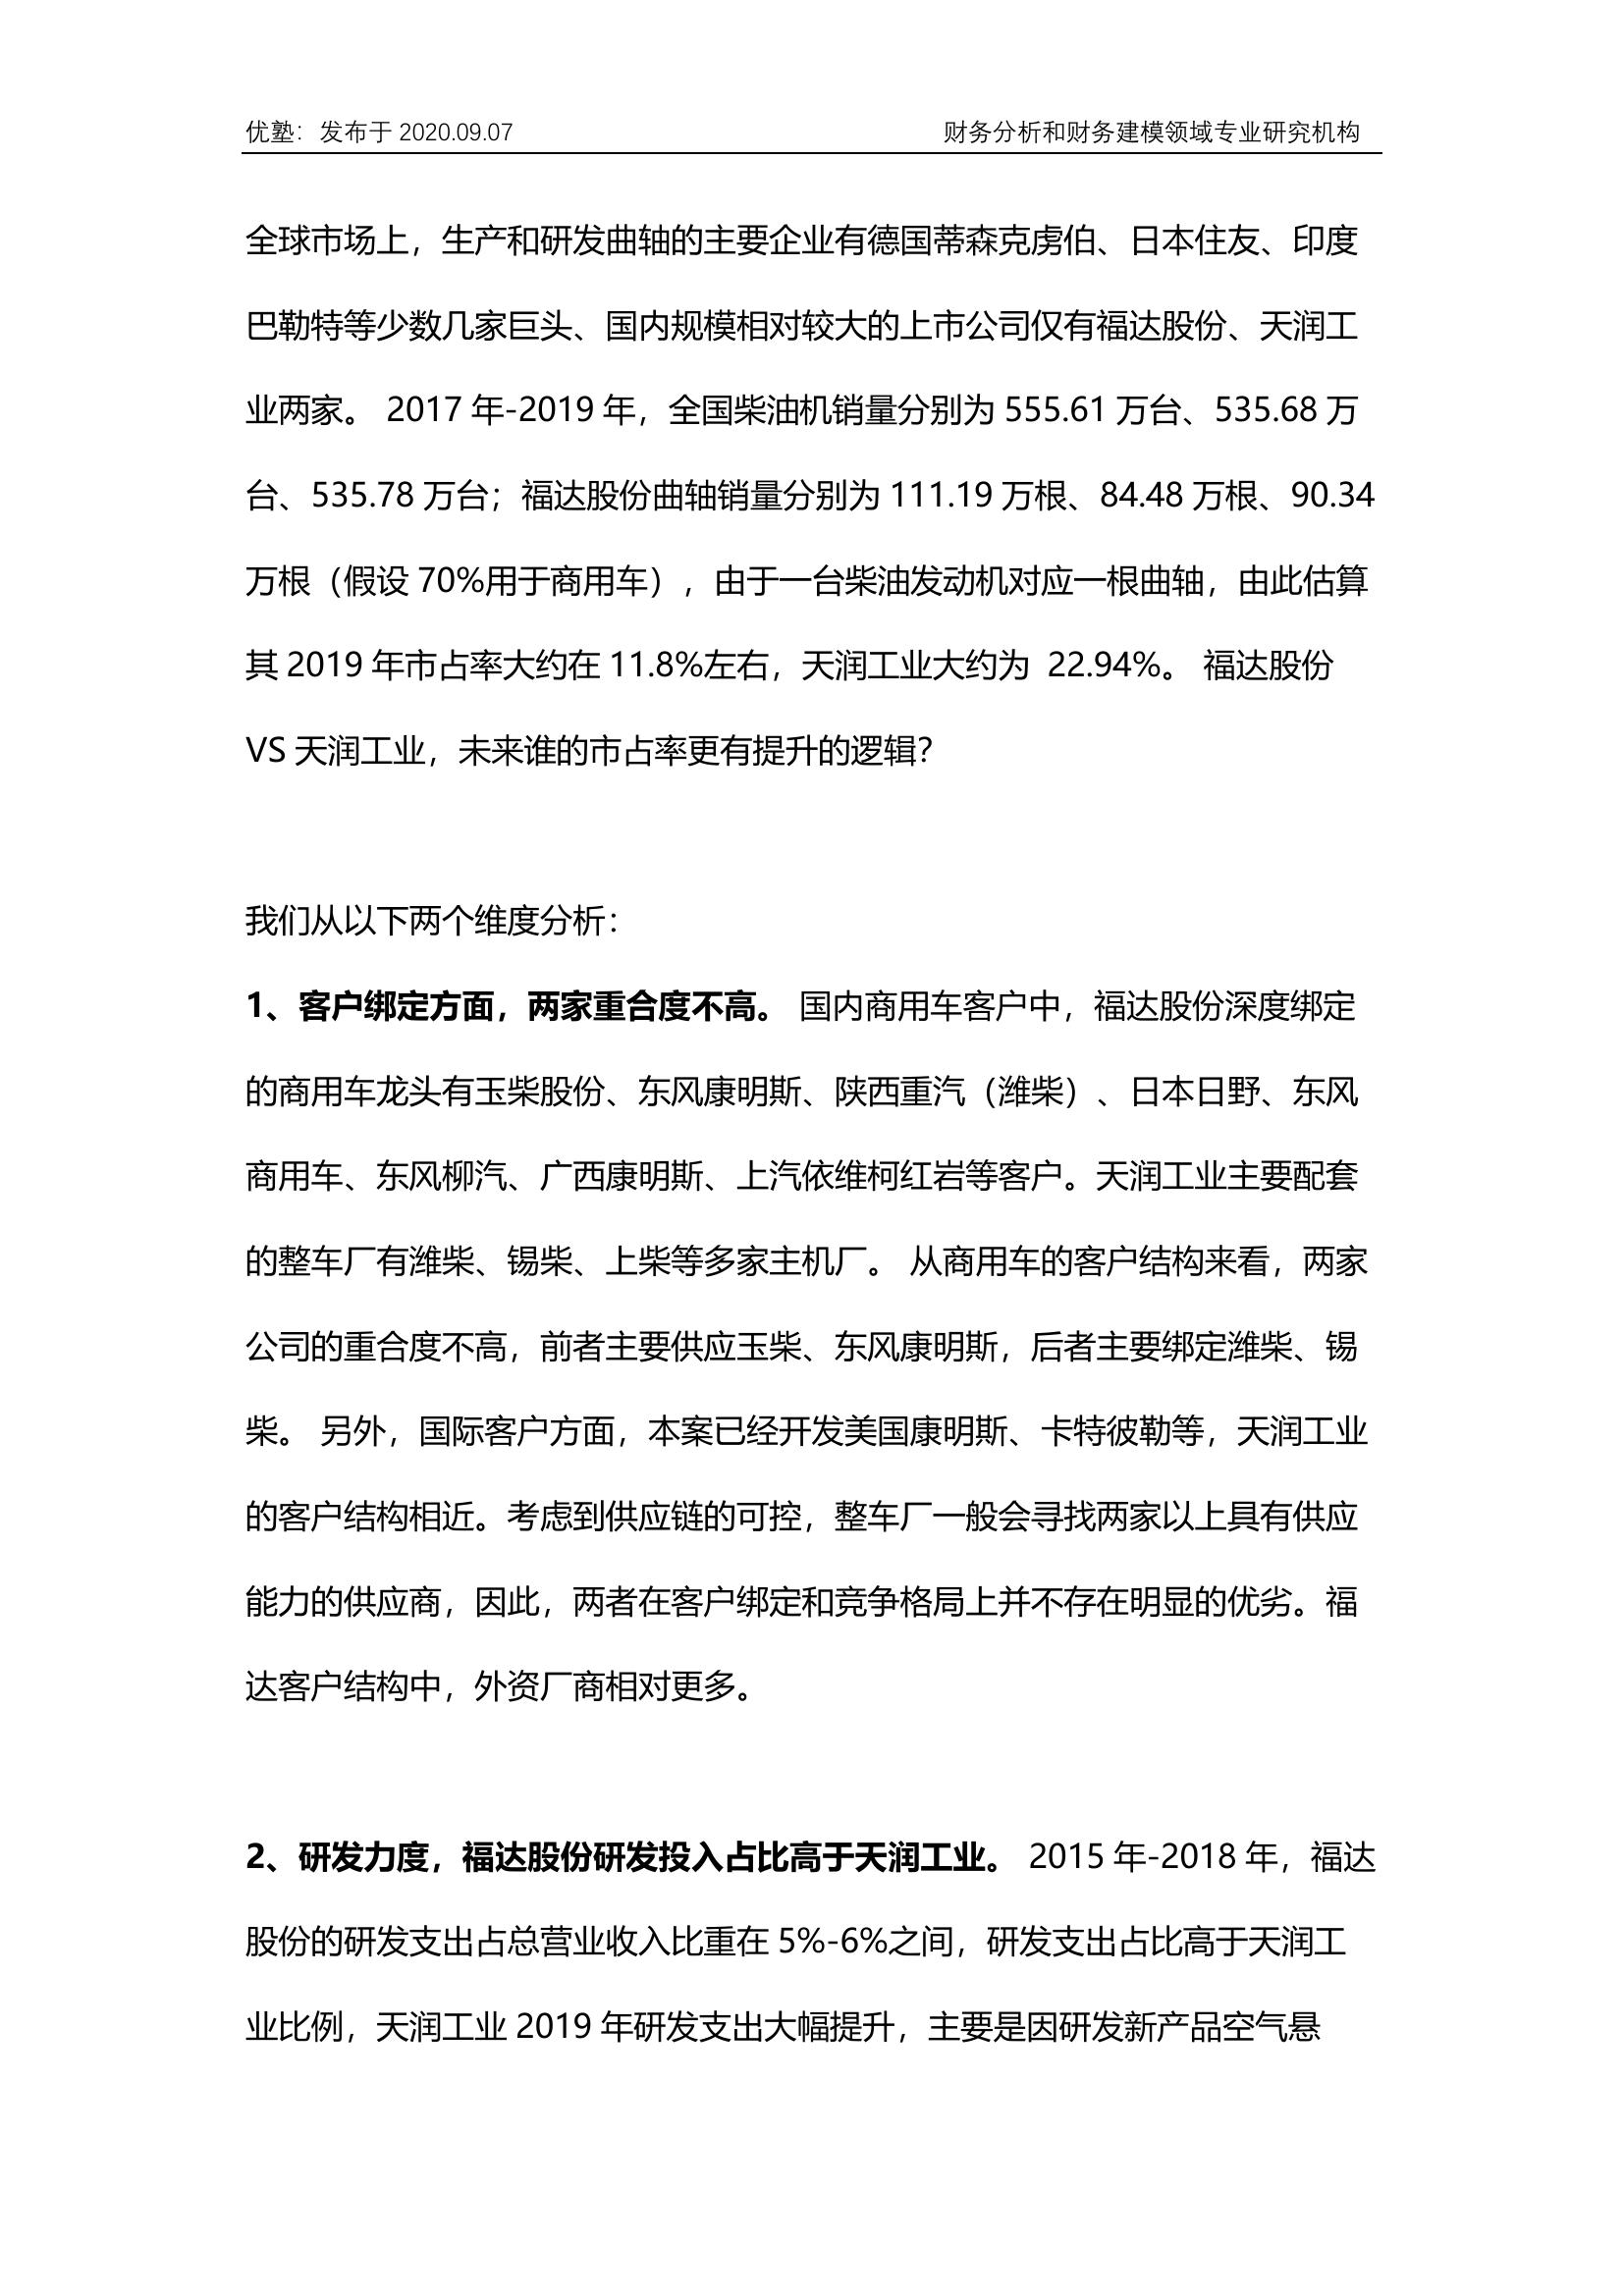 优塾：发布于 2020.09.07 财务分析和财务建模领域专业研究机构
全球市场上，生产和研发曲轴的主要企业有德国蒂森克虏伯、日本住友、印度
巴勒特等少数几家巨头、国内规模相对较大的上市公司仅有福达股份、天润工
业两家。 2017 年-2019 年，全国柴油机销量分别为 555.61 万台、535.68 万
台、535.78 万台；福达股份曲轴销量分别为 111.19 万根、84.48 万根、90.34
万根（假设 70%用于商用车），由于一台柴油发动机对应一根曲轴，由此估算
其 2019 年市占率大约在 11.8%左右，天润工业大约为 22.94%。 福达股份
VS 天润工业，未来谁的市占率更有提升的逻辑？
我们从以下两个维度分析：
1、客户绑定方面，两家重合度不高。 国内商用车客户中，福达股份深度绑定
的商用车龙头有玉柴股份、东风康明斯、陕西重汽（潍柴）、日本日野、东风
商用车、东风柳汽、广西康明斯、上汽依维柯红岩等客户。天润工业主要配套
的整车厂有潍柴、锡柴、上柴等多家主机厂。 从商用车的客户结构来看，两家
公司的重合度不高，前者主要供应玉柴、东风康明斯，后者主要绑定潍柴、锡
柴。 另外，国际客户方面，本案已经开发美国康明斯、卡特彼勒等，天润工业
的客户结构相近。考虑到供应链的可控，整车厂一般会寻找两家以上具有供应
能力的供应商，因此，两者在客户绑定和竞争格局上并不存在明显的优劣。福
达客户结构中，外资厂商相对更多。
2、研发力度，福达股份研发投入占比高于天润工业。 2015 年-2018 年，福达
股份的研发支出占总营业收入比重在 5%-6%之间，研发支出占比高于天润工
业比例，天润工业 2019 年研发支出大幅提升，主要是因研发新产品空气悬